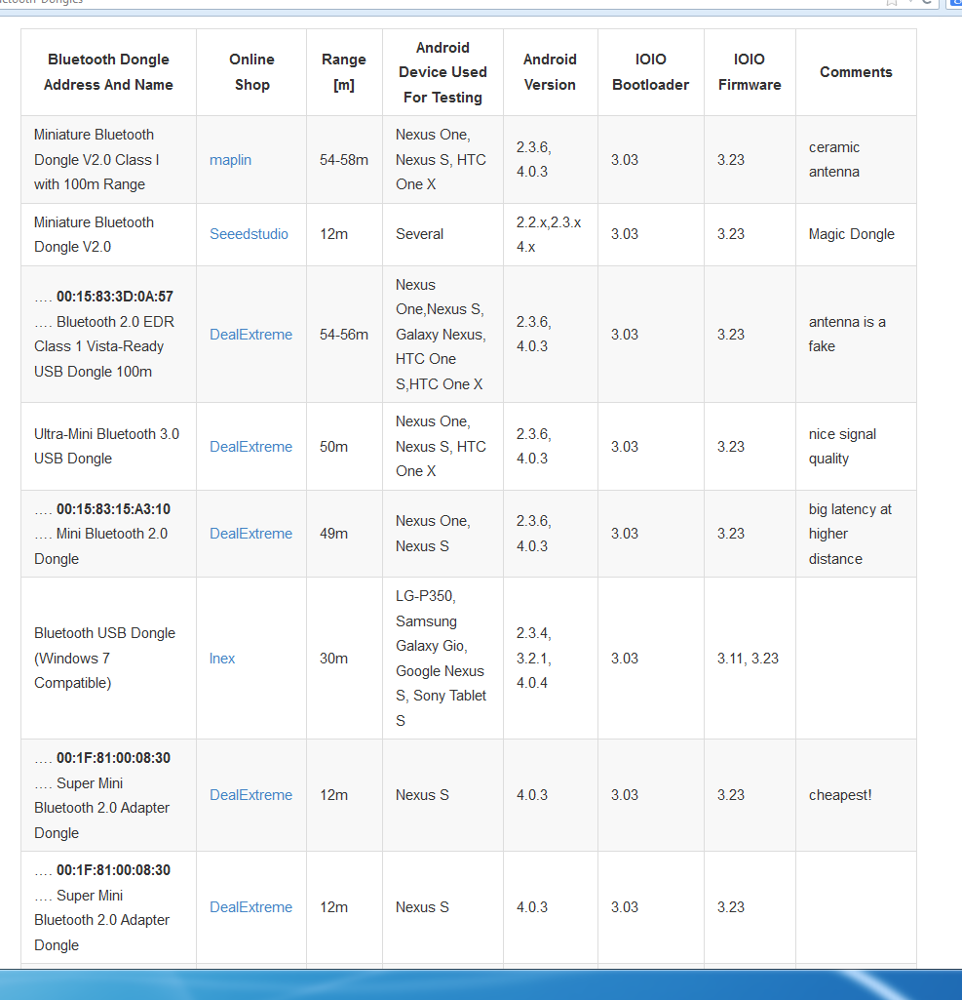 Bluetooth Dongle
Address And Name
Online
Shop
Range
[m]
Android
Device Used
For Testing
Android
Version
IOIO
Bootloader
IOIO
Firmware
Comments
Miniature Bluetooth
Dongle V2.0 Class I
with 100m Range
maplin
54-58m
Nexus One,
Nexus S, HTC
One X
2.3.6,
4.0.3
3.03
3.23
ceramic
antenna
Miniature Bluetooth
Dongle V2.0
Seeedstudio
12m
Several
2.2.x,2.3.x
4.x
3.03
3.23
Magic Dongle
.... 00:15:83:3D:0A:57
.... Bluetooth 2.0 EDR
Class 1 Vista-Ready
USB Dongle 100m
DealExtreme
54-56m
Nexus
One,Nexus S,
Galaxy Nexus,
HTC One
S,HTC One X
2.3.6,
4.0.3
3.03
3.23
antenna is a
fake
Ultra-Mini Bluetooth 3.0
USB Dongle
DealExtreme
50m
Nexus One,
Nexus S, HTC
One X
2.3.6,
4.0.3
3.03
3.23
nice signal
quality
.... 00:15:83:15:A3:10
.... Mini Bluetooth 2.0
Dongle
DealExtreme
49m
Nexus One,
Nexus S
2.3.6,
4.0.3
3.03
3.23
big latency at
higher
distance
Bluetooth USB Dongle
(Windows 7
Compatible)
Inex
30m
LG-P350,
Samsung
Galaxy Gio,
Google Nexus
S, Sony Tablet
S
2.3.4,
3.2.1,
4.0.4
3.03
3.11, 3.23
.... 00:1F:81:00:08:30
.... Super Mini
Bluetooth 2.0 Adapter
Dongle
DealExtreme
12m
Nexus S
4.0.3
3.03
3.23
cheapest!
.... 00:1F:81:00:08:30
.... Super Mini
Bluetooth 2.0 Adapter
Dongle
DealExtreme
12m
Nexus S
4.0.3
3.03
3.23